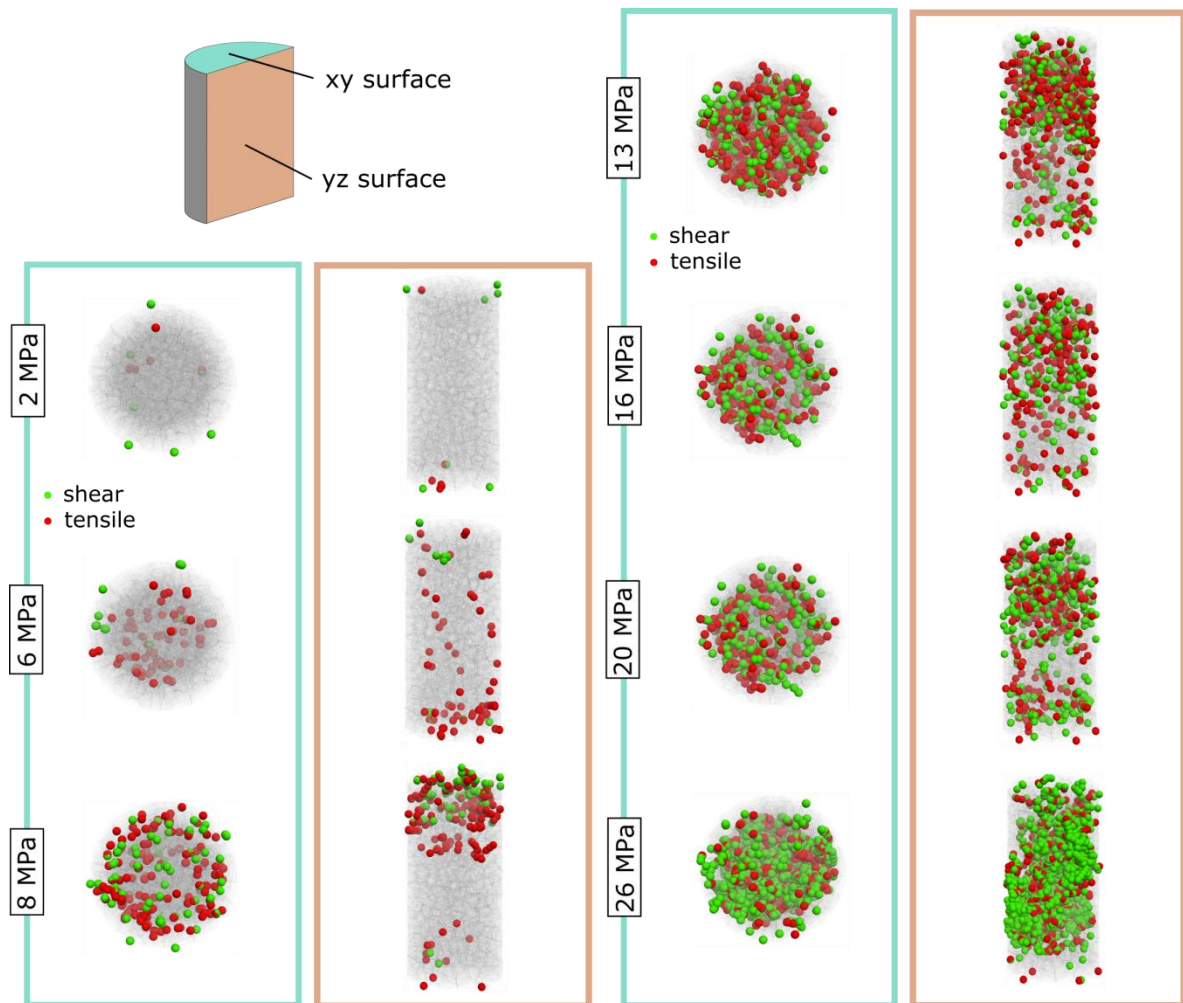 xy surface
yz surface
2 MPa
shear
tensile
6 MPa
8 MPa
13 MPa
shear
tensile
16 MPa
20 MPa
26 MPa